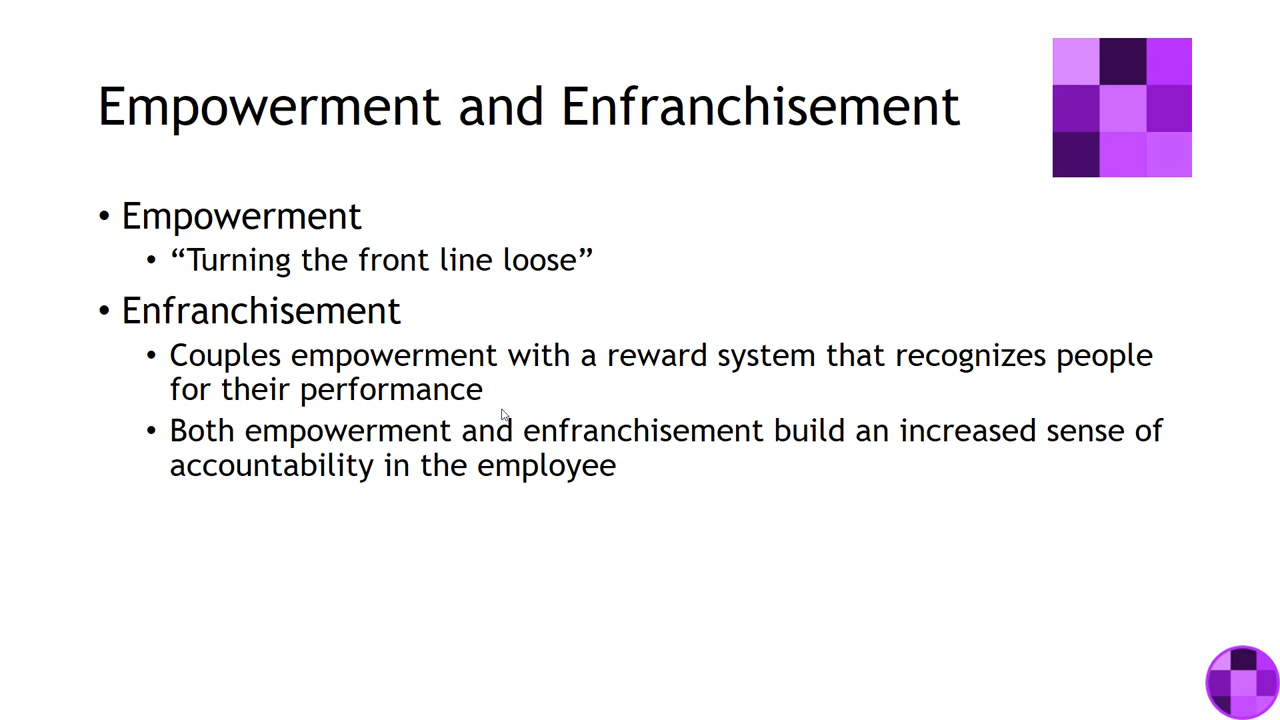 Empowerment and Enfranchisement
• Empowerment
• “Turning the front line loose”
• Enfranchisement
• Couples empowerment with a reward system that recognizes people
for their performance
• Both empowerment and enfranchisement build an increased sense of
accountability in the employee